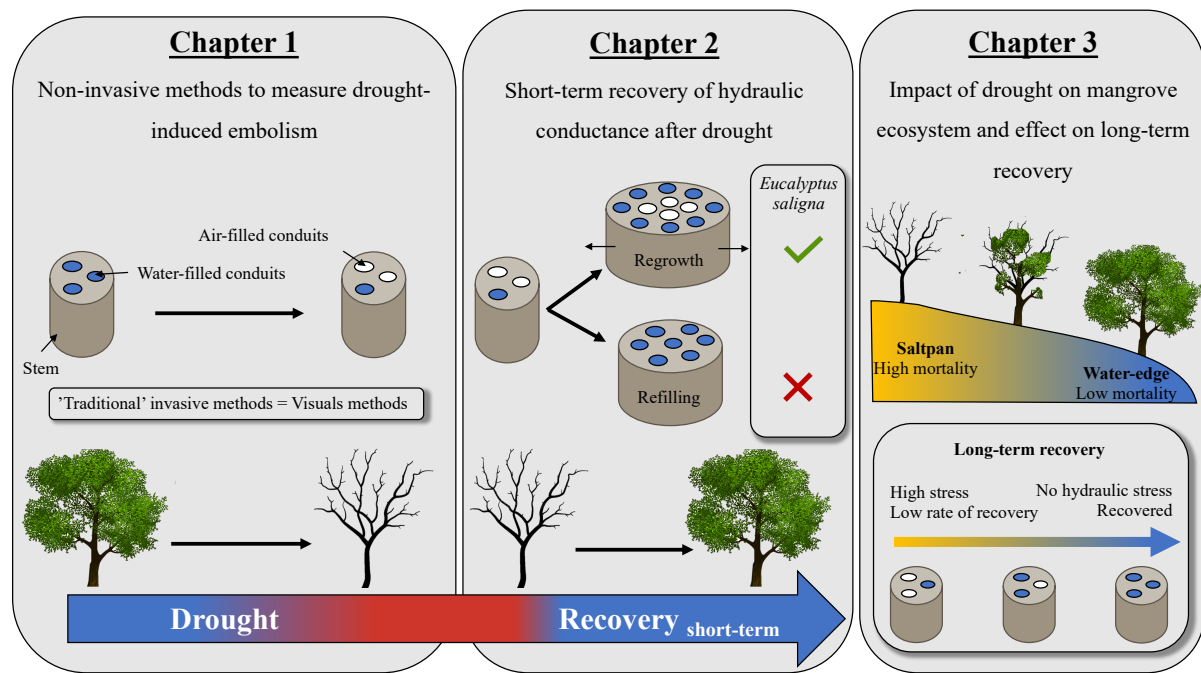 Chapter 1
Non-invasive methods to measure drought-
induced embolism
Air-filled conduits
Water-filled conduits
Stem
’Traditional’ invasive methods = Visuals methods
Drought
Chapter 2
Short-term recovery of hydraulic
conductance after drought
Eucalyptus
saligna
Regrowth
Refilling
Recovery short-term
Chapter 3
Impact of drought on mangrove
ecosystem and effect on long-term
recovery
Saltpan
High mortality
Water-edge
Low mortality
Long-term recovery
High stress
Low rate of recovery
No hydraulic stress
Recovered